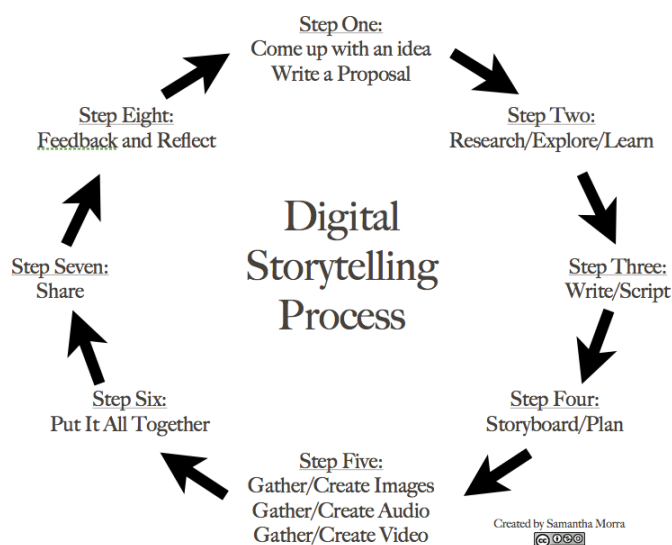 Step One:
Come up with an idea
Write a Proposal
Step Two:
Research/Explore/Learn
Step Three:
Write/Script
Step Four:
Storyboard/Plan
Step Five:
Gather/Create Images
Gather/Create Audio
Gather/Create Video
Step Six:
Put It All Together
Step Seven:
Share
Step Eight:
Feedback and Reflect
Digital
Storytelling
Process
Created by Samantha Morra
cc